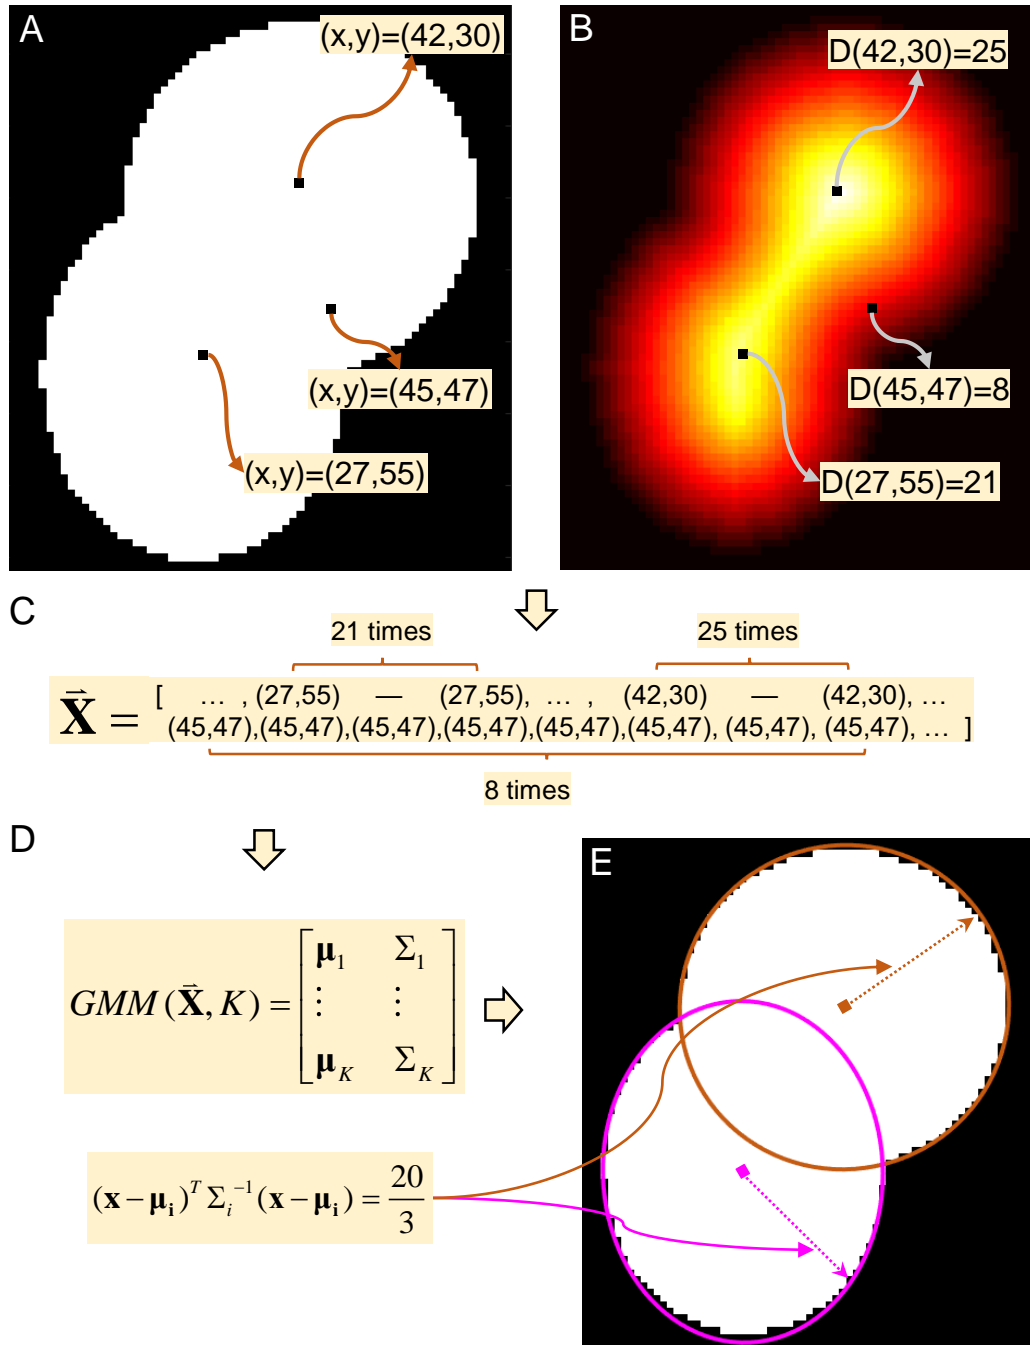 A
(x,y)=(42,30)
(x,y)=(45,47)
(x,y)=(27,55)
B
D(42,30)=25
D(45,47)=8
D(27,55)=21
C
21 times
25 times
X⃗ =
[ … , (27,55) — (27,55), … , (42,30) — (42,30), …
(45,47),(45,47),(45,47),(45,47),(45,47),(45,47), (45,47), (45,47), … ]
8 times
D
GMM(X⃗, K) = [μ₁ Σ₁
⋮ ⋮
μ_K Σ_K]
(x − μᵢ)ᵀ Σᵢ⁻¹ (x − μᵢ) = 20/3
E